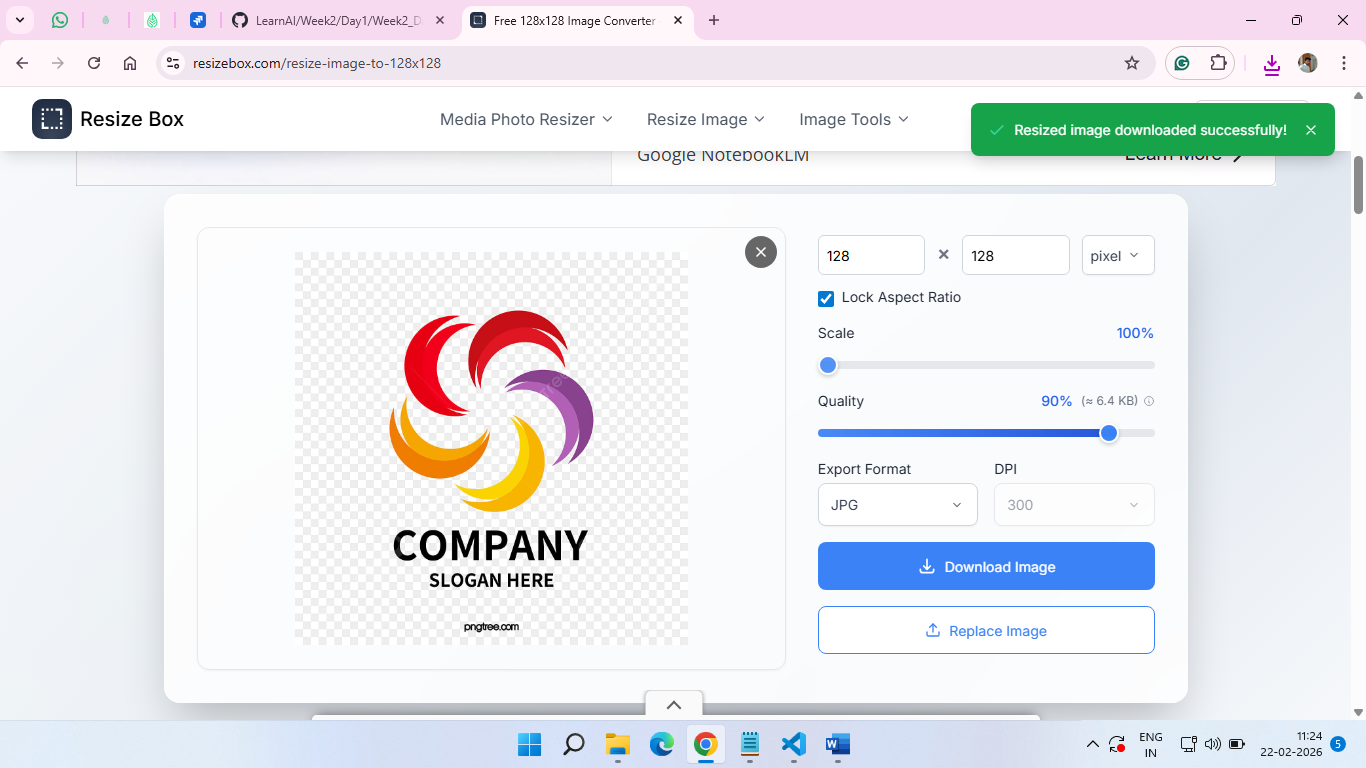 LearnAI/Week2/Day1/Week2_D
Free 128x128 Image Converter
resizebox.com/resize-image-to-128x128
Resize Box
Media Photo Resizer
Resize Image
Image Tools
Resized image downloaded successfully!
Google NotebookLM
Learn More
128
128
pixel
Lock Aspect Ratio
Scale
100%
Quality
90% (≈ 6.4 KB)
Export Format
DPI
JPG
300
Download Image
Replace Image
COMPANY
SLOGAN HERE
pngtree.com
ENG
IN
11:24
22-02-2026
5